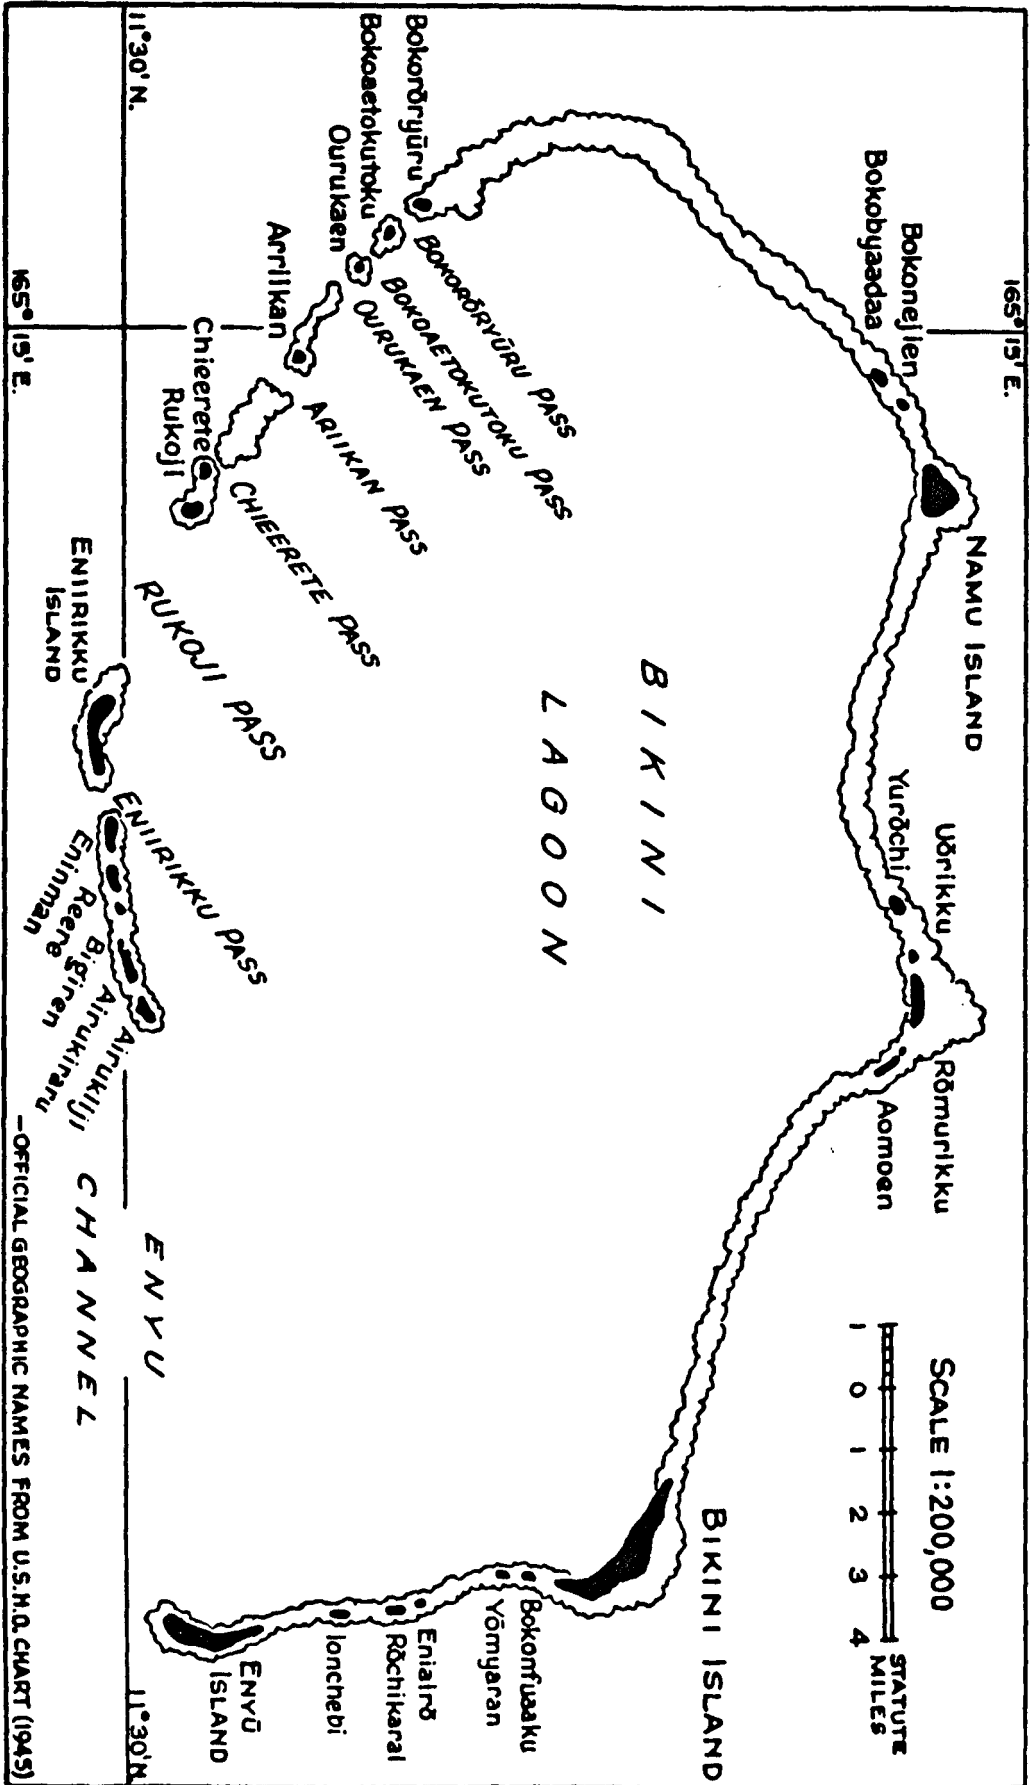 165° 15' E.
NAMU ISLAND
Bokonejien
Bokobyaadaa
Uōrikku
Yurōchi
Rōmurikku
Aomoen
SCALE 1:200,000
1 0 1 2 3 4
STATUTE
MILES
BIKINI ISLAND
BIKINI
LAGOON
Bokorōryūru
Bokoaetokutoku
Ourukaen
Arriikan
Chieerete
Rukoji
BOKORŌRYŪRU PASS
BOKOAETOKUTOKU PASS
OURUKAEN PASS
ARIIKAN PASS
CHIEERETE PASS
RUKOJI PASS
Bokonfuaaku
Yōmyaran
Eniairō
Rōchikarai
Ionchebi
ENYŪ
ISLAND
11°30' N.
11°30' N
ENIIRIKKU
ISLAND
ENIIRIKKU PASS
Eninman
Reere
Bigiren
Airukiraru
Airukiiji
ENYU
CHANNEL
165° 15' E.
—OFFICIAL GEOGRAPHIC NAMES FROM U.S.H.O. CHART (1945)